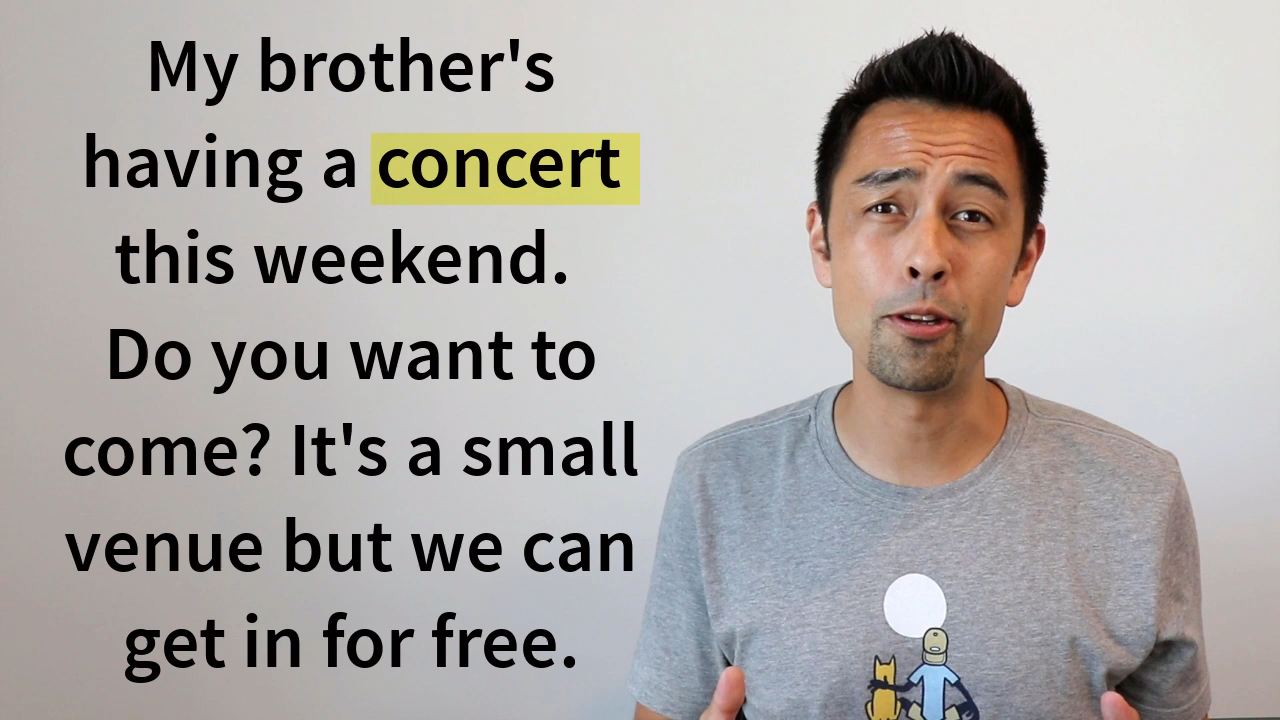 My brother's
having a concert
this weekend.
Do you want to
come? It's a small
venue but we can
get in for free.